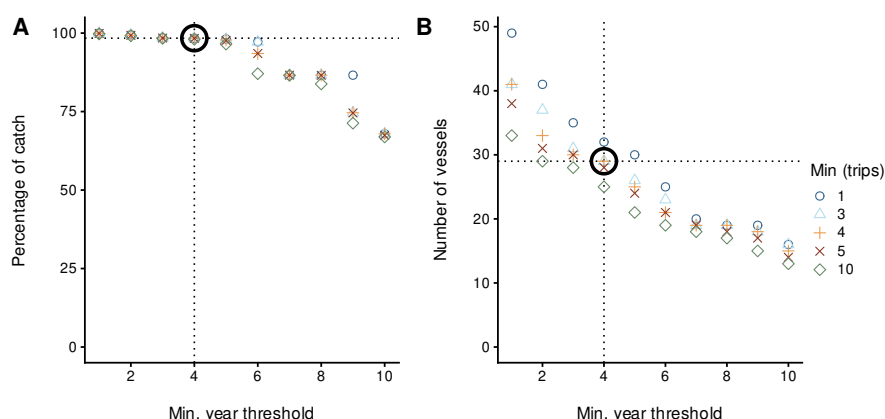 A
Percentage of catch
100
75
50
25
0
2 4 6 8 10
Min. year threshold
B
Number of vessels
50
40
30
20
10
0
2 4 6 8 10
Min. year threshold
Min (trips)
1
3
4
5
10